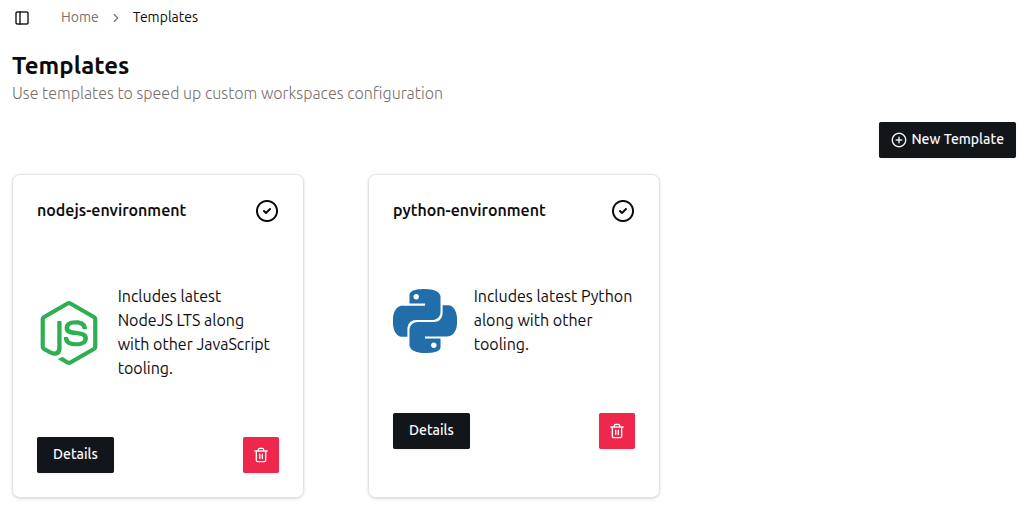 Home > Templates
Templates
Use templates to speed up custom workspaces configuration
New Template
nodejs-environment
JS
Includes latest
NodeJS LTS along
with other JavaScript
tooling.
Details
python-environment
Includes latest Python
along with other
tooling.
Details